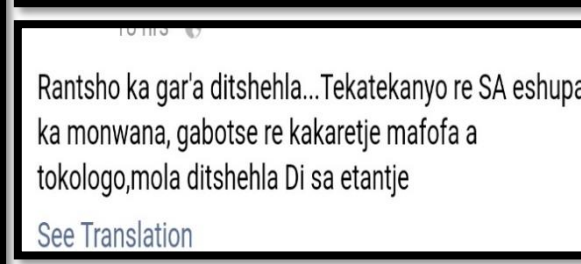 Rantsho ka gar'a ditshehla...Tekatekanyo re SA eshupa
ka monwana, gabotse re kakaretje mafofa a
tokologo,mola ditshehla Di sa etantje
See Translation